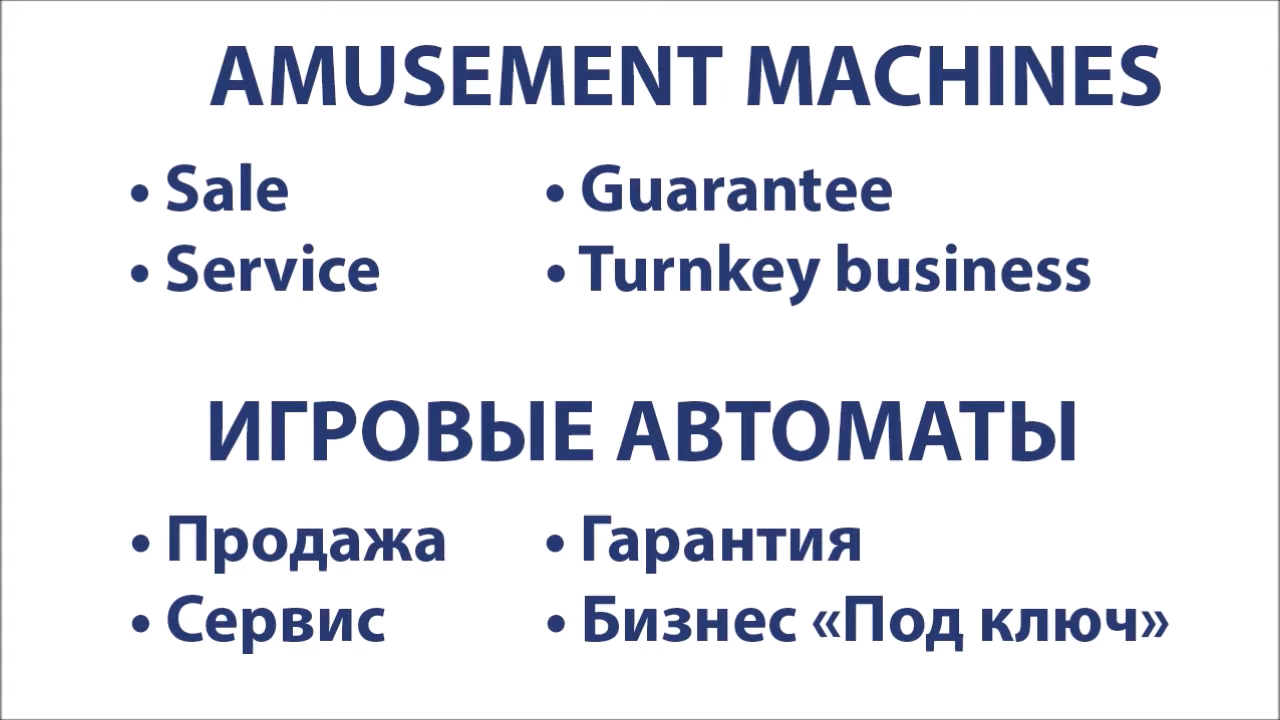 AMUSEMENT MACHINES
• Sale • Guarantee
• Service • Turnkey business
ИГРОВЫЕ АВТОМАТЫ
• Продажа • Гарантия
• Сервис • Бизнес «Под ключ»